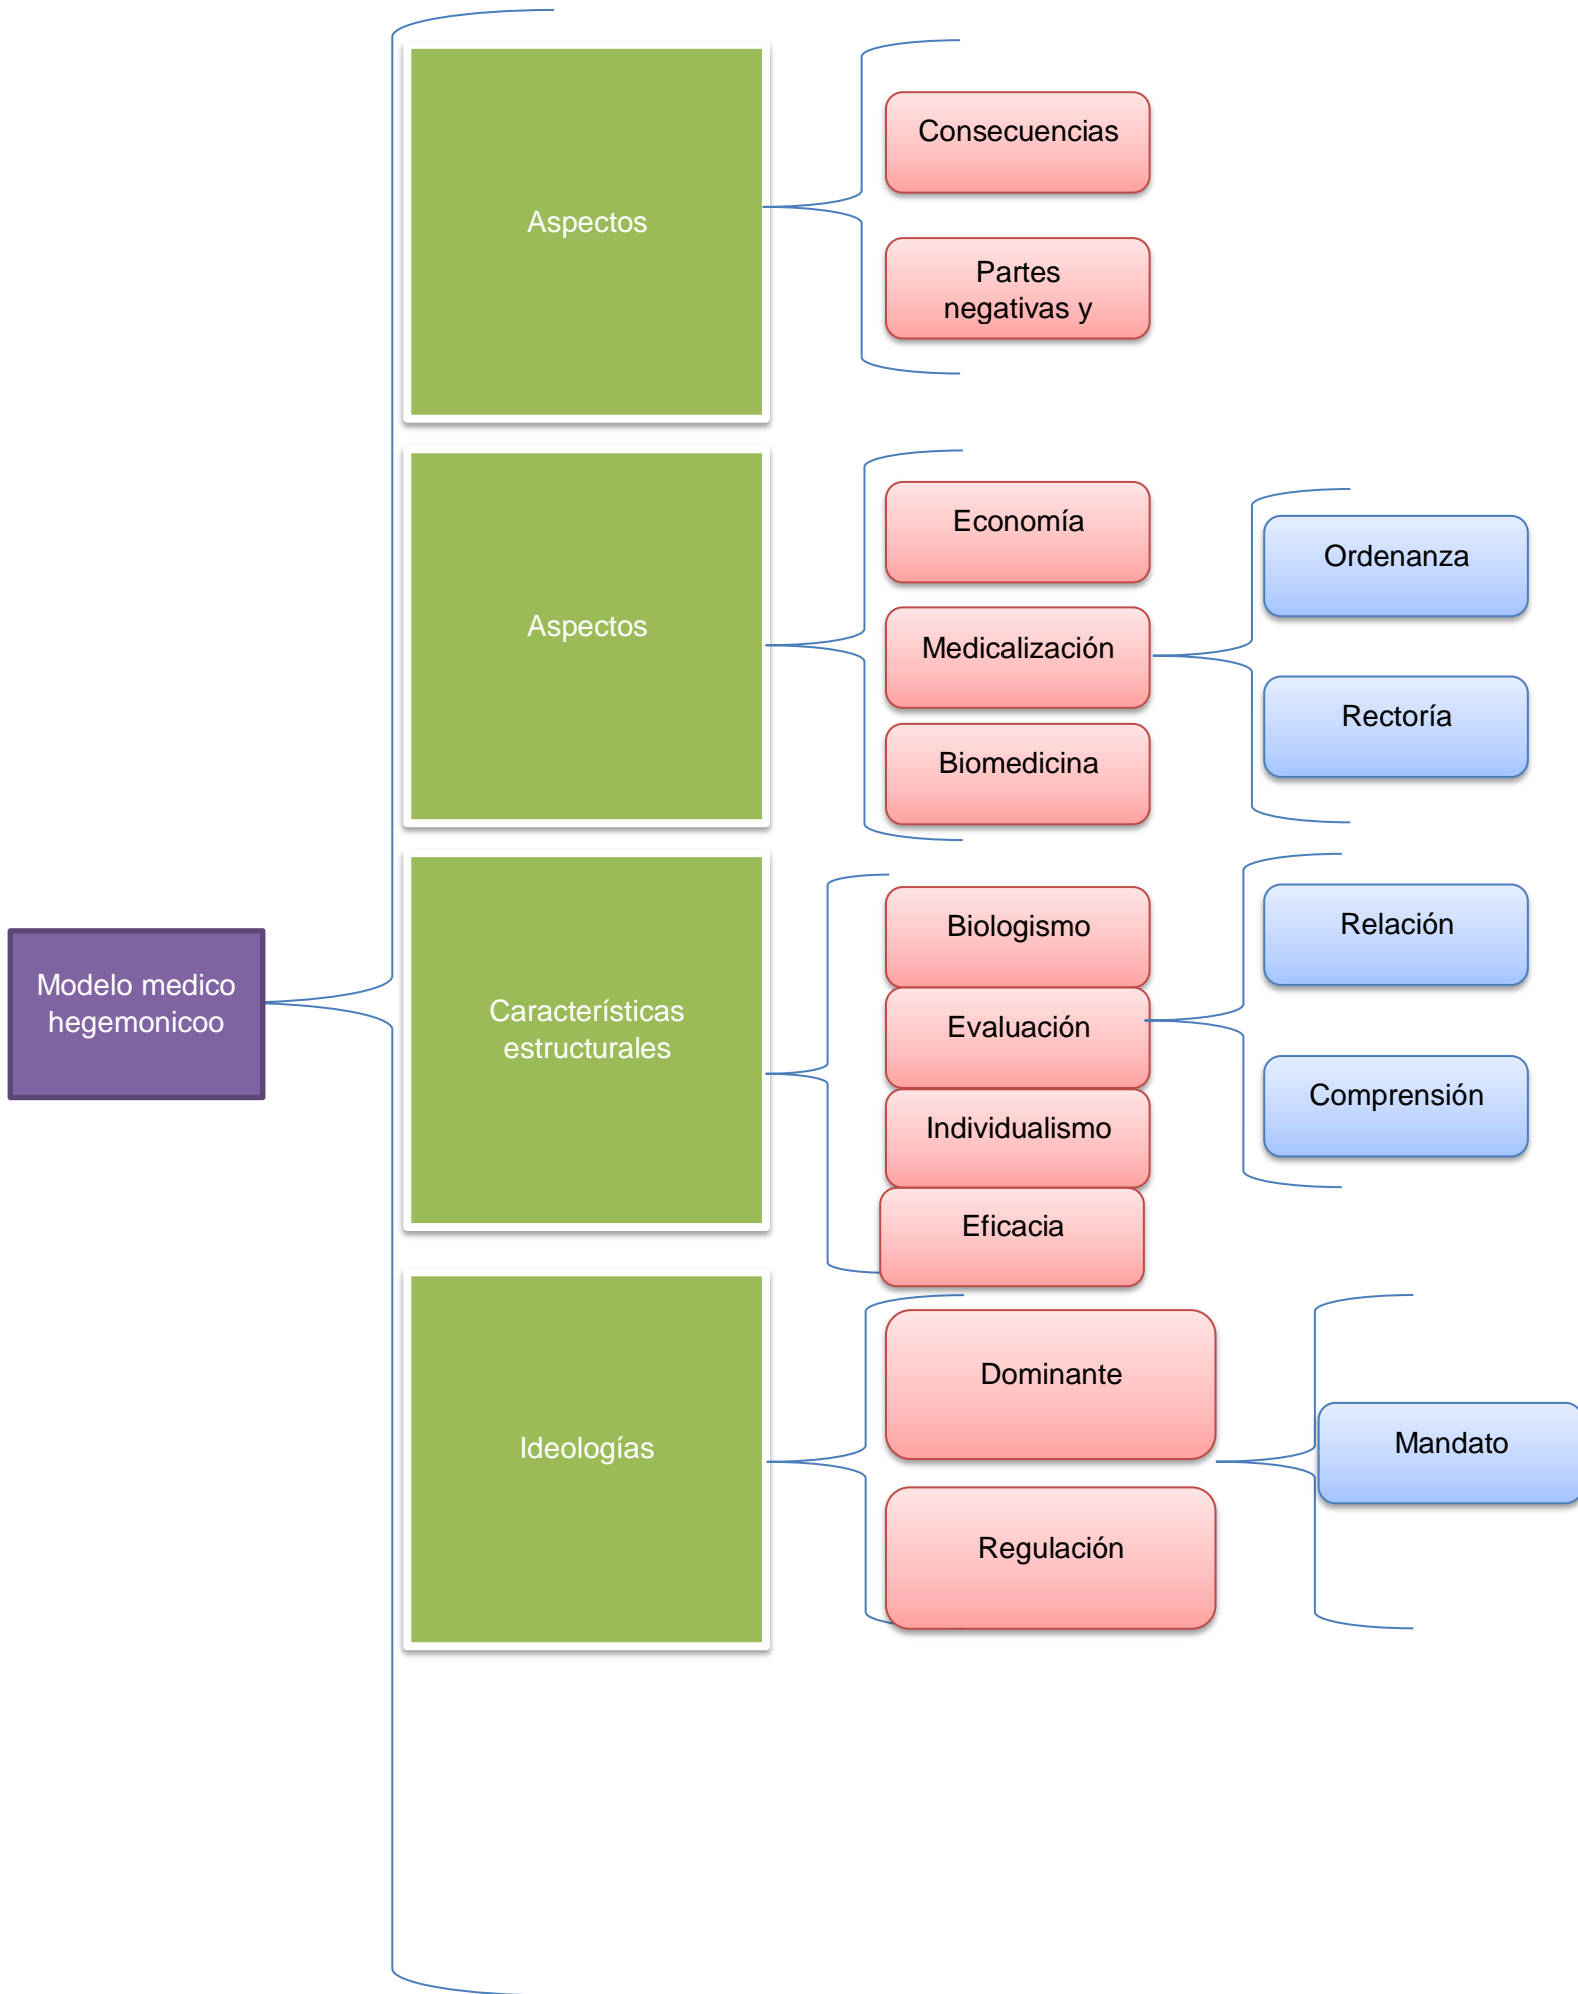 Modelo medico
hegemonicoo
Aspectos
Consecuencias
Partes
negativas y
Aspectos
Economía
Medicalización
Biomedicina
Ordenanza
Rectoría
Características
estructurales
Biologismo
Evaluación
Individualismo
Eficacia
Relación
Comprensión
Ideologías
Dominante
Regulación
Mandato